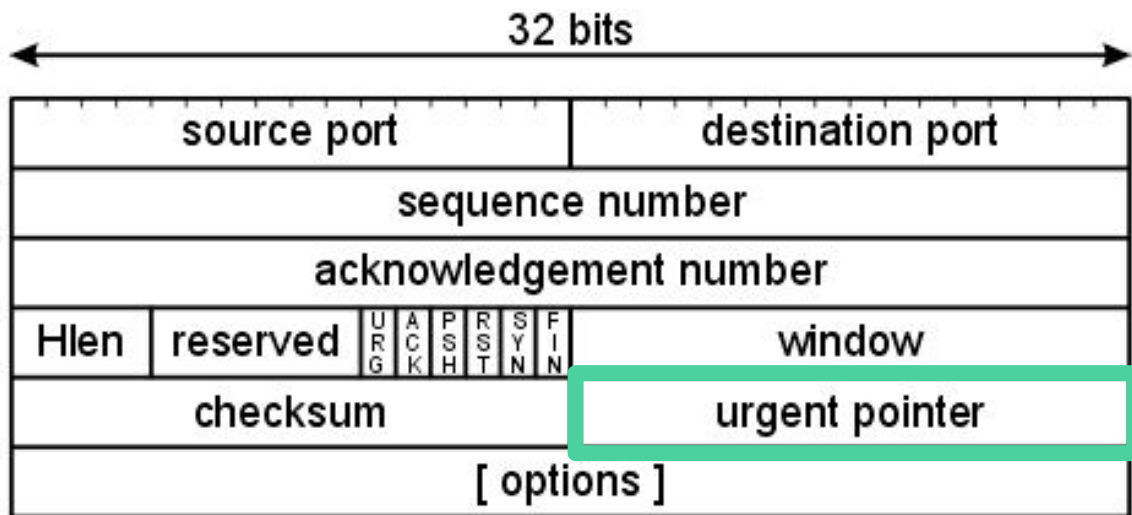 32 bits
source port destination port
sequence number
acknowledgement number
Hlen reserved URG ACK PSH RST SYN FIN window
checksum urgent pointer
[ options ]